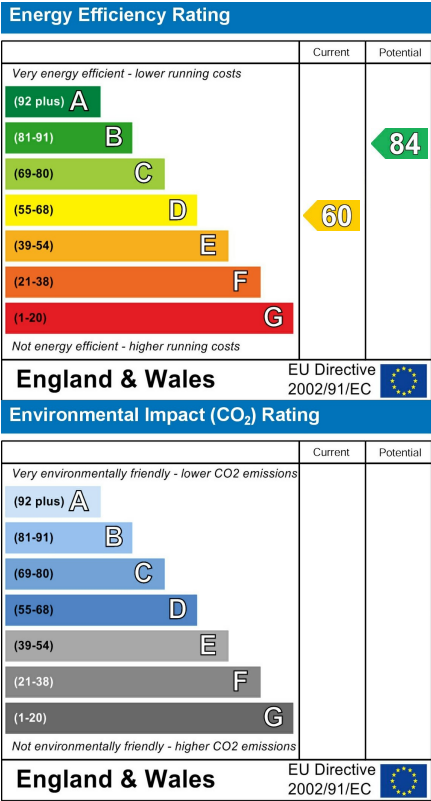 Energy Efficiency Rating
Current Potential
Very energy efficient - lower running costs
(92 plus) A
(81-91) B
84
(69-80) C
(55-68) D
60
(39-54) E
(21-38) F
(1-20) G
Not energy efficient - higher running costs
England & Wales
EU Directive
2002/91/EC
Environmental Impact (CO₂) Rating
Current Potential
Very environmentally friendly - lower CO2 emissions
(92 plus) A
(81-91) B
(69-80) C
(55-68) D
(39-54) E
(21-38) F
(1-20) G
Not environmentally friendly - higher CO2 emissions
England & Wales
EU Directive
2002/91/EC